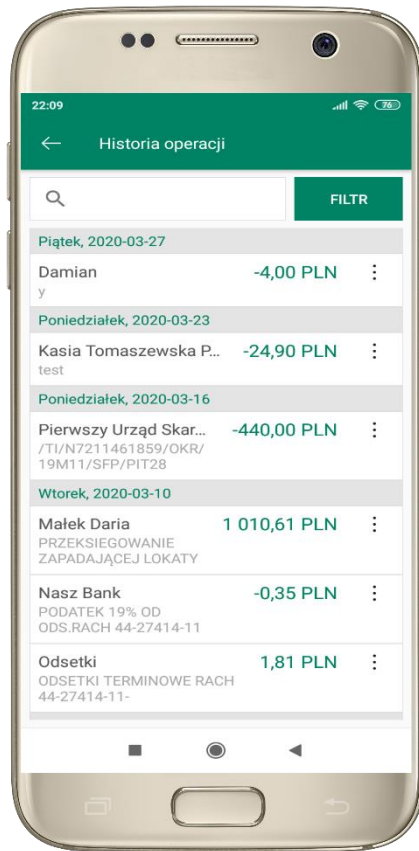 22:09
76
Historia operacji
FILTR
Piątek, 2020-03-27
Damian
-4,00 PLN
y
Poniedziałek, 2020-03-23
Kasia Tomaszewska P...
-24,90 PLN
test
Poniedziałek, 2020-03-16
Pierwszy Urząd Skar...
-440,00 PLN
/TI/N7211461859/OKR/
19M11/SFP/PIT28
Wtorek, 2020-03-10
Małek Daria
1 010,61 PLN
PRZEKSIEGOWANIE
ZAPADAJĄCEJ LOKATY
Nasz Bank
-0,35 PLN
PODATEK 19% OD
ODS.RACH 44-27414-11
Odsetki
1,81 PLN
ODSETKI TERMINOWE RACH
44-27414-11-